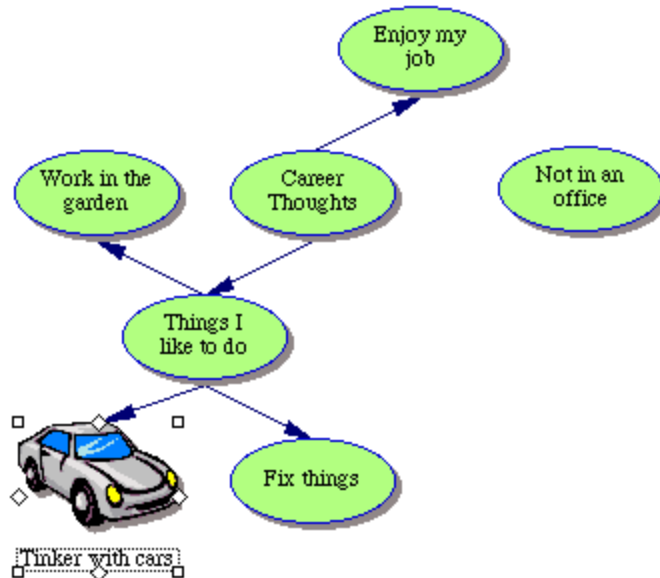 Enjoy my
job
Work in the
garden
Career
Thoughts
Not in an
office
Things I
like to do
Fix things
Tinker with cars